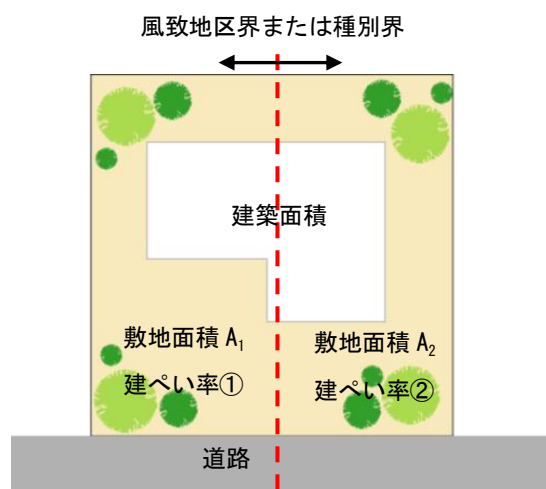 風致地区界または種別界
建築面積
敷地面積 A₁
建ぺい率①
敷地面積 A₂
建ぺい率②
道路